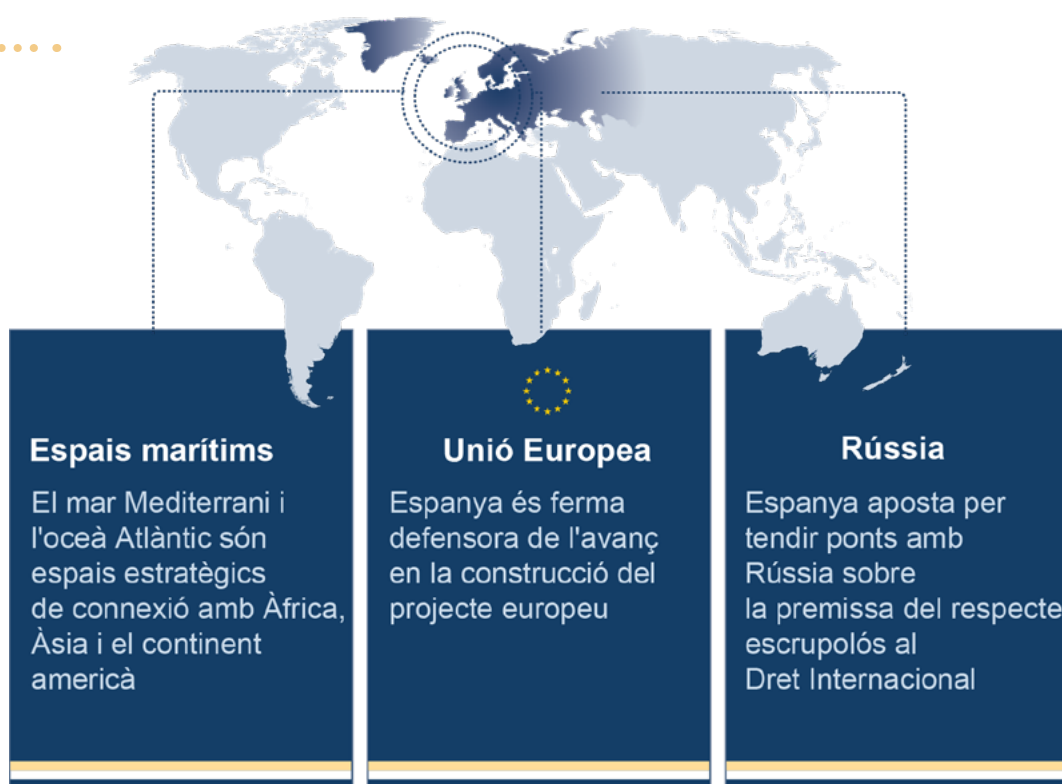 Espais marítims
El mar Mediterrani i
l'oceà Atlàntic són
espais estratègics
de connexió amb Àfrica,
Àsia i el continent
americà
Unió Europea
Espanya és ferma
defensora de l'avanç
en la construcció del
projecte europeu
Rússia
Espanya aposta per
tendir ponts amb
Rússia sobre
la premissa del respecte
escrupolós al
Dret Internacional